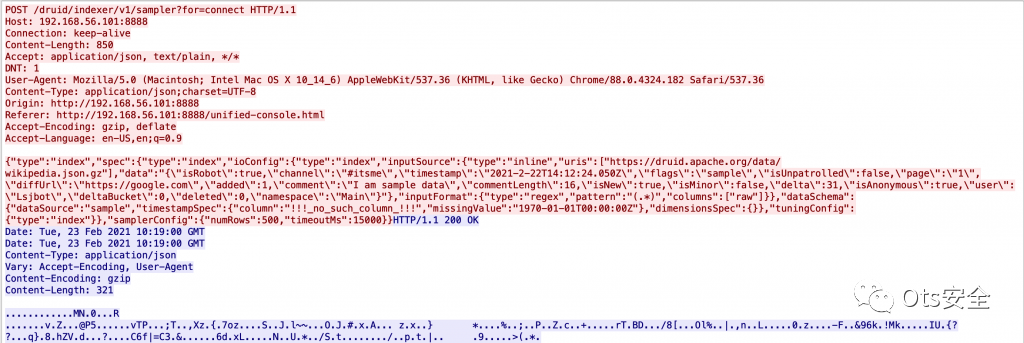 POST /druid/indexer/v1/sampler?for=connect HTTP/1.1
Host: 192.168.56.101:8888
Connection: keep-alive
Content-Length: 850
Accept: application/json, text/plain, */*
DNT: 1
User-Agent: Mozilla/5.0 (Macintosh; Intel Mac OS X 10_14_6) AppleWebKit/537.36 (KHTML, like Gecko) Chrome/88.0.4324.182 Safari/537.36
Content-Type: application/json;charset=UTF-8
Origin: http://192.168.56.101:8888
Referer: http://192.168.56.101:8888/unified-console.html
Accept-Encoding: gzip, deflate
Accept-Language: en-US,en;q=0.9
{"type":"index","spec":{"type":"index","ioConfig":{"type":"index","inputSource":{"type":"inline","uris":["https://druid.apache.org/data/
wikipedia.json.gz"],"data":"{\"isRobot\":true,\"channel\":\"#itsme\",\"timestamp\":\"2021-2-22T14:12:24.050Z\",\"flags\":\"sample\",\"isUnpatrolled\":false,\"page\":\"1\",
\"diffUrl\":\"https://google.com\",\"added\":1,\"comment\":\"I am sample data\",\"commentLength\":16,\"isNew\":true,\"isMinor\":false,\"delta\":31,\"isAnonymous\":true,\"user\":
\"Lsjbot\",\"deltaBucket\":0,\"deleted\":0,\"namespace\":\"Main\"}"},"inputFormat":{"type":"regex","pattern":"(.*)","columns":["raw"]}},"dataSchema":
{"dataSource":"sample","timestampSpec":{"column":"!!!_no_such_column_!!!","missingValue":"1970-01-01T00:00:00Z"},"dimensionsSpec":{}},"tuningConfig":
{"type":"index"}},"samplerConfig":{"numRows":500,"timeoutMs":15000}}HTTP/1.1 200 OK
Date: Tue, 23 Feb 2021 10:19:00 GMT
Date: Tue, 23 Feb 2021 10:19:00 GMT
Content-Type: application/json
Vary: Accept-Encoding, User-Agent
Content-Encoding: gzip
Content-Length: 321
............MN.0...R
.......v.Z...@P5......vTP...;T..,Xz.{.7oz....S..J.l~~...O.J.#.x.A... z.x..} *....%..;..P..Z.c..+.....rT.BD.../8[...Ol%..|.,n..L.....0.z....-F..&96k.!Mk.....IU.{?
?...q}.8.hZV.d...?....C6f|=C3.&......6d.xL.....N..U.*../S.t......../..p.t.|.. .9....>(.*.
Ots安全